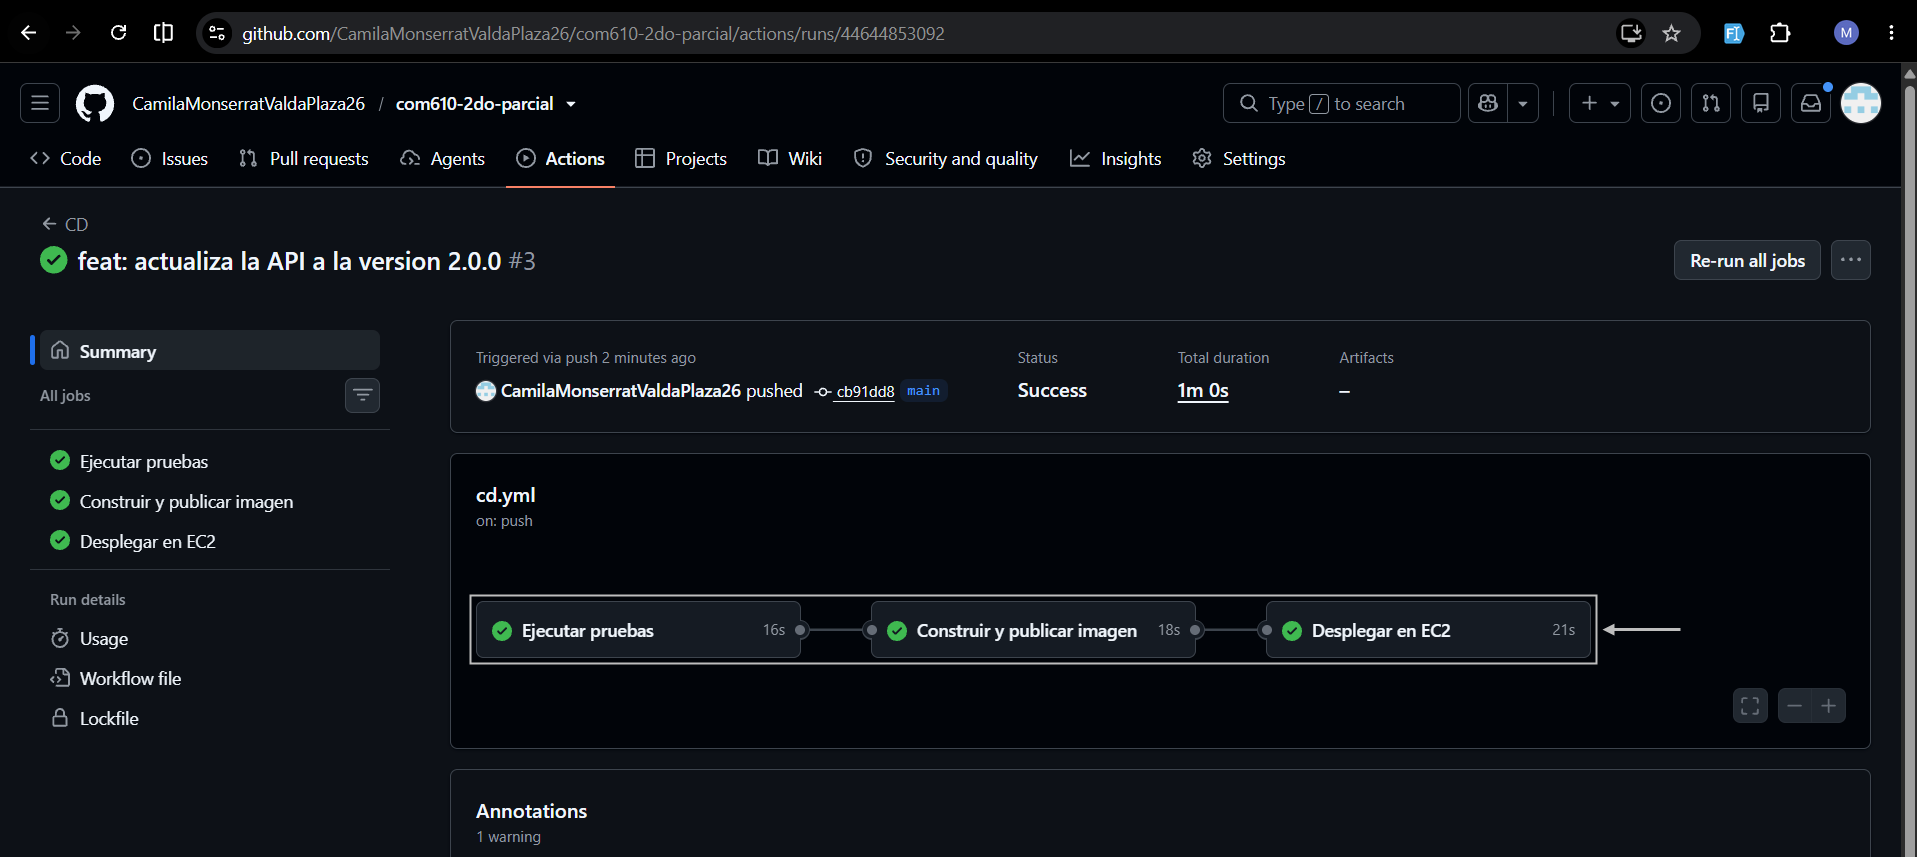 github.com/CamilaMonserratValdaPlaza26/com610-2do-parcial/actions/runs/44644853092
M
CamilaMonserratValdaPlaza26 / com610-2do-parcial
Type / to search
Code
Issues
Pull requests
Agents
Actions
Projects
Wiki
Security and quality
Insights
Settings
CD
feat: actualiza la API a la version 2.0.0 #3
Re-run all jobs
Summary
All jobs
Ejecutar pruebas
Construir y publicar imagen
Desplegar en EC2
Run details
Usage
Workflow file
Lockfile
Triggered via push 2 minutes ago
CamilaMonserratValdaPlaza26 pushed cb91dd8 main
Status
Success
Total duration
1m 0s
Artifacts
–
cd.yml
on: push
Ejecutar pruebas 16s
Construir y publicar imagen 18s
Desplegar en EC2 21s
Annotations
1 warning